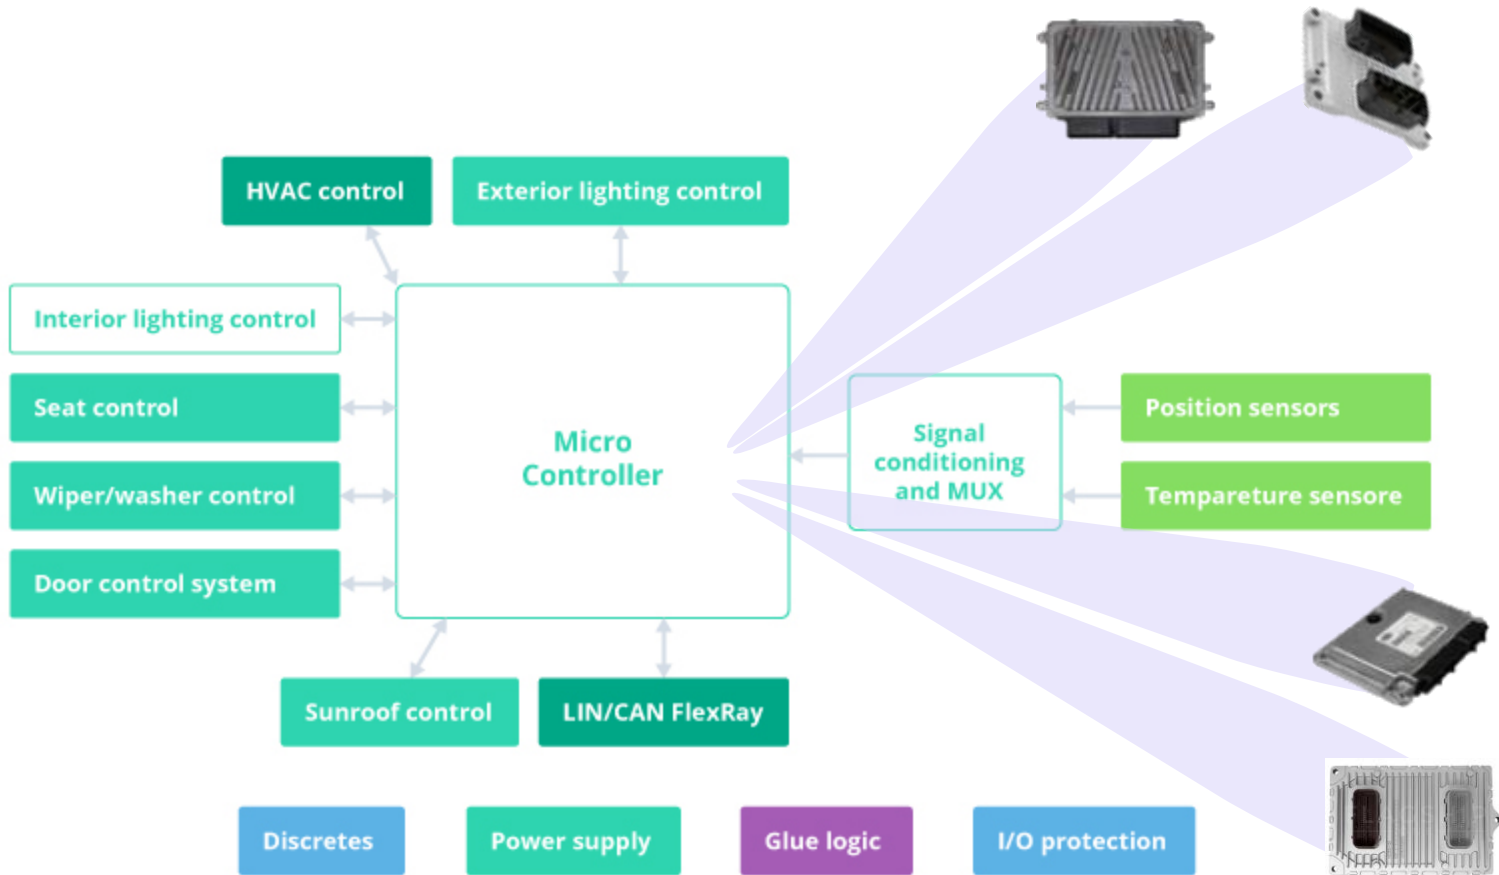 HVAC control
Exterior lighting control
Interior lighting control
Seat control
Wiper/washer control
Door control system
Micro
Controller
Signal
conditioning
and MUX
Position sensors
Tempareture sensore
Sunroof control
LIN/CAN FlexRay
Discretes
Power supply
Glue logic
I/O protection